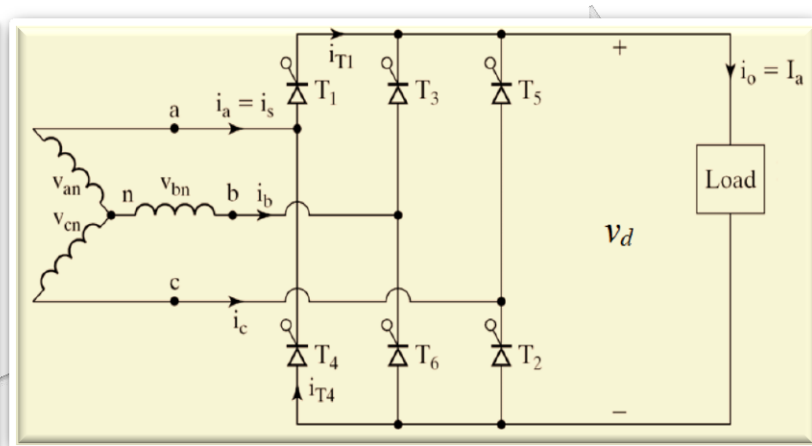 +
i_T1
i_o = I_a
T_1
T_3
T_5
a
i_a = i_s
v_an
n
v_bn
b
i_b
Load
v_cn
v_d
c
i_c
T_4
T_6
T_2
i_T4
−